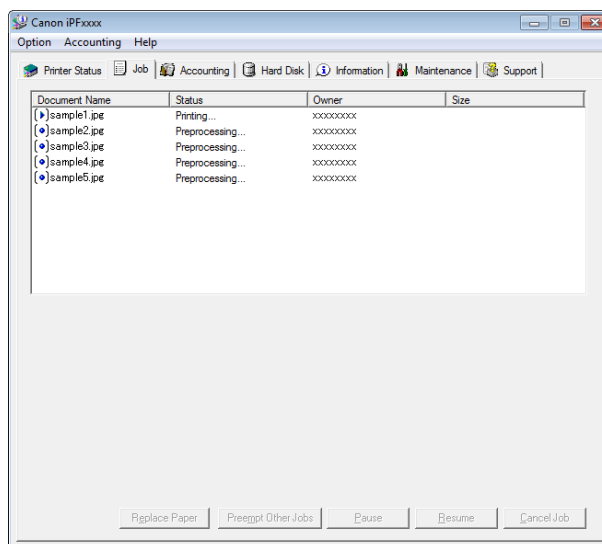 Canon iPFxxxx
Option Accounting Help
Printer Status Job Accounting Hard Disk Information Maintenance Support
Document Name Status Owner Size
sample1.jpg Printing... xxxxxxxx
sample2.jpg Preprocessing... xxxxxxxx
sample3.jpg Preprocessing... xxxxxxxx
sample4.jpg Preprocessing... xxxxxxxx
sample5.jpg Preprocessing... xxxxxxxx
Replace Paper Preempt Other Jobs Pause Resume Cancel Job